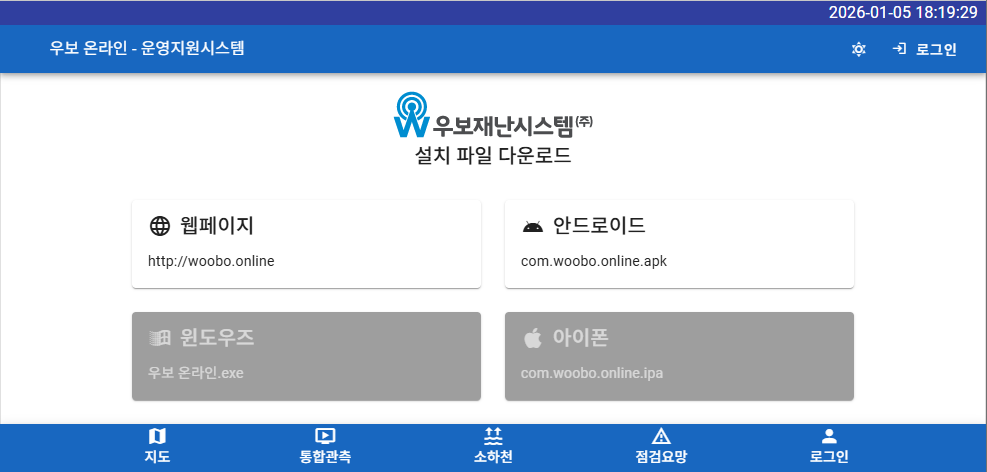 2026-01-05 18:19:29
우보 온라인 - 운영지원시스템
로그인
우보재난시스템(주)
설치 파일 다운로드
웹페이지
http://woobo.online
안드로이드
com.woobo.online.apk
윈도우즈
우보 온라인.exe
아이폰
com.woobo.online.ipa
지도
통합관측
소하천
점검요망
로그인